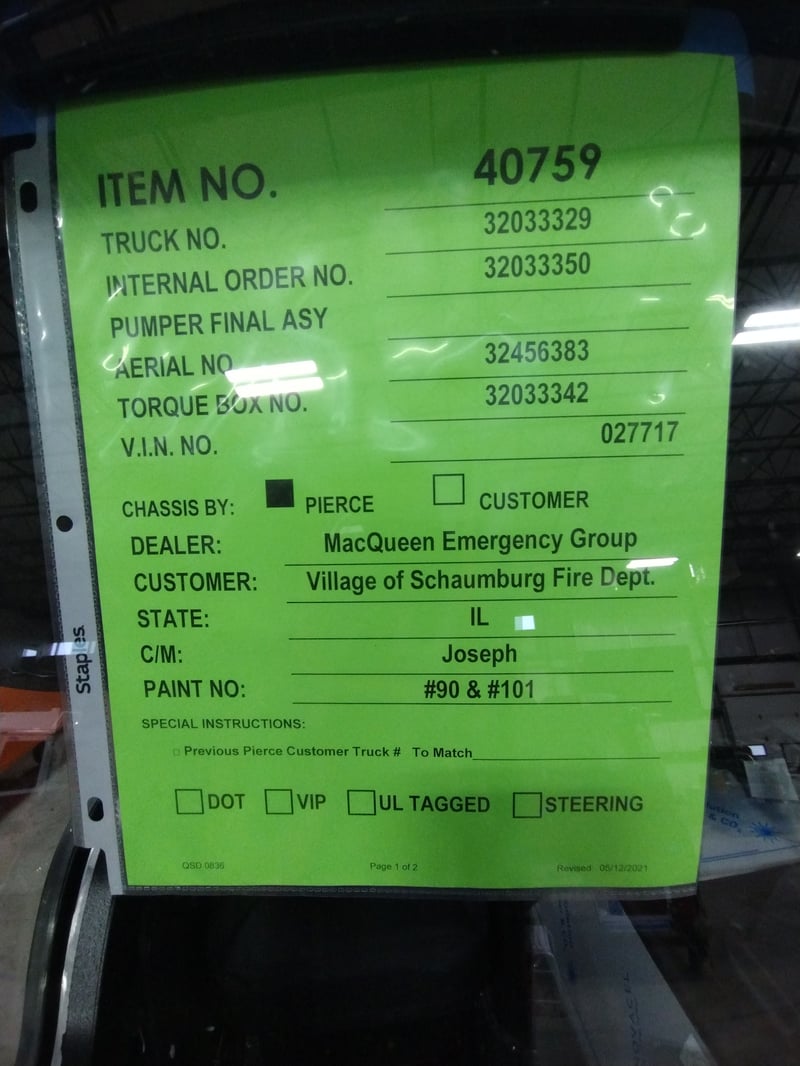 ITEM NO. 40759
TRUCK NO. 32033329
INTERNAL ORDER NO. 32033350
PUMPER FINAL ASY
AERIAL NO. 32456383
TORQUE BOX NO. 32033342
V.I.N. NO. 027717
CHASSIS BY: PIERCE CUSTOMER
DEALER: MacQueen Emergency Group
CUSTOMER: Village of Schaumburg Fire Dept.
STATE: IL
C/M: Joseph
PAINT NO: #90 & #101
SPECIAL INSTRUCTIONS:
Previous Pierce Customer Truck # To Match
DOT VIP UL TAGGED STEERING
QSD 0836 Page 1 of 2 Revised: 05/12/2021
Staples
& CO.